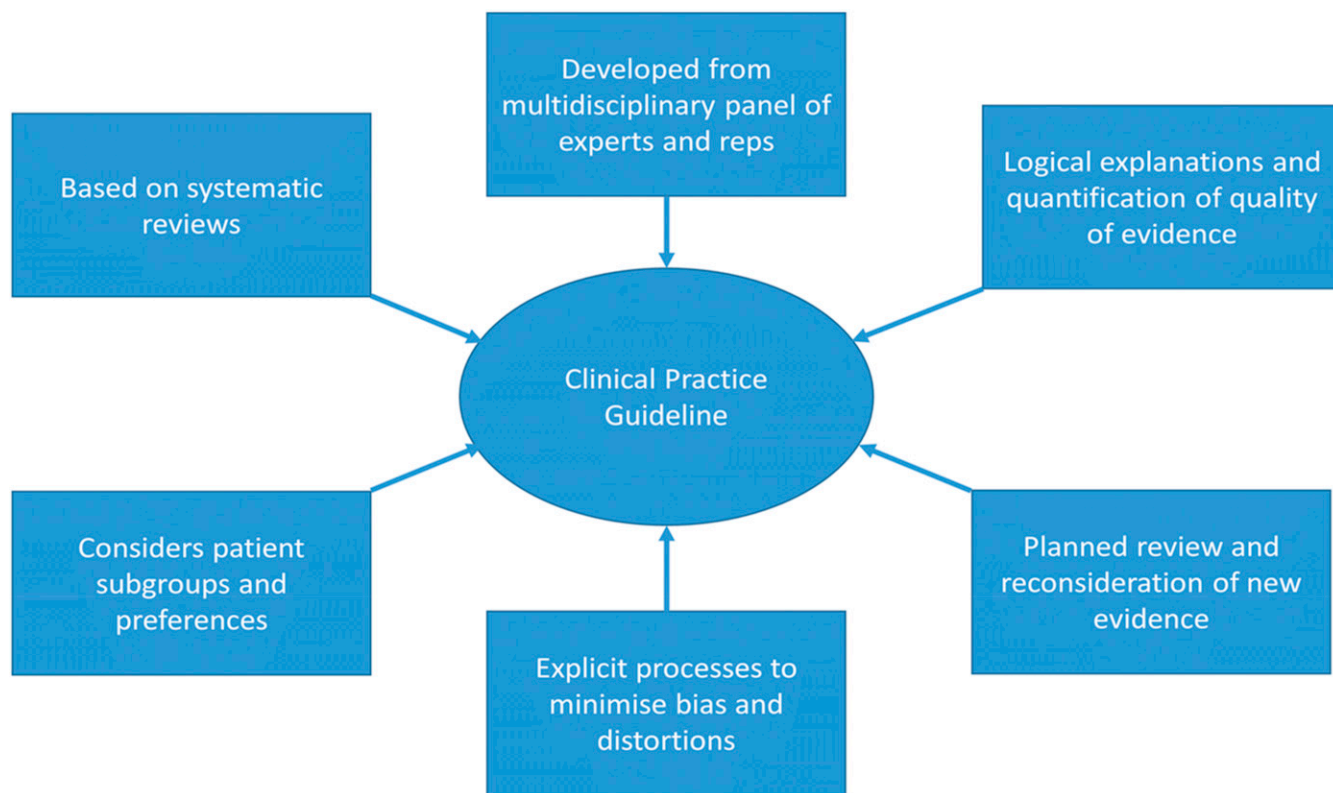 Developed from
multidisciplinary panel of
experts and reps
Based on systematic
reviews
Logical explanations and
quantification of quality
of evidence
Clinical Practice
Guideline
Considers patient
subgroups and
preferences
Planned review and
reconsideration of new
evidence
Explicit processes to
minimise bias and
distortions